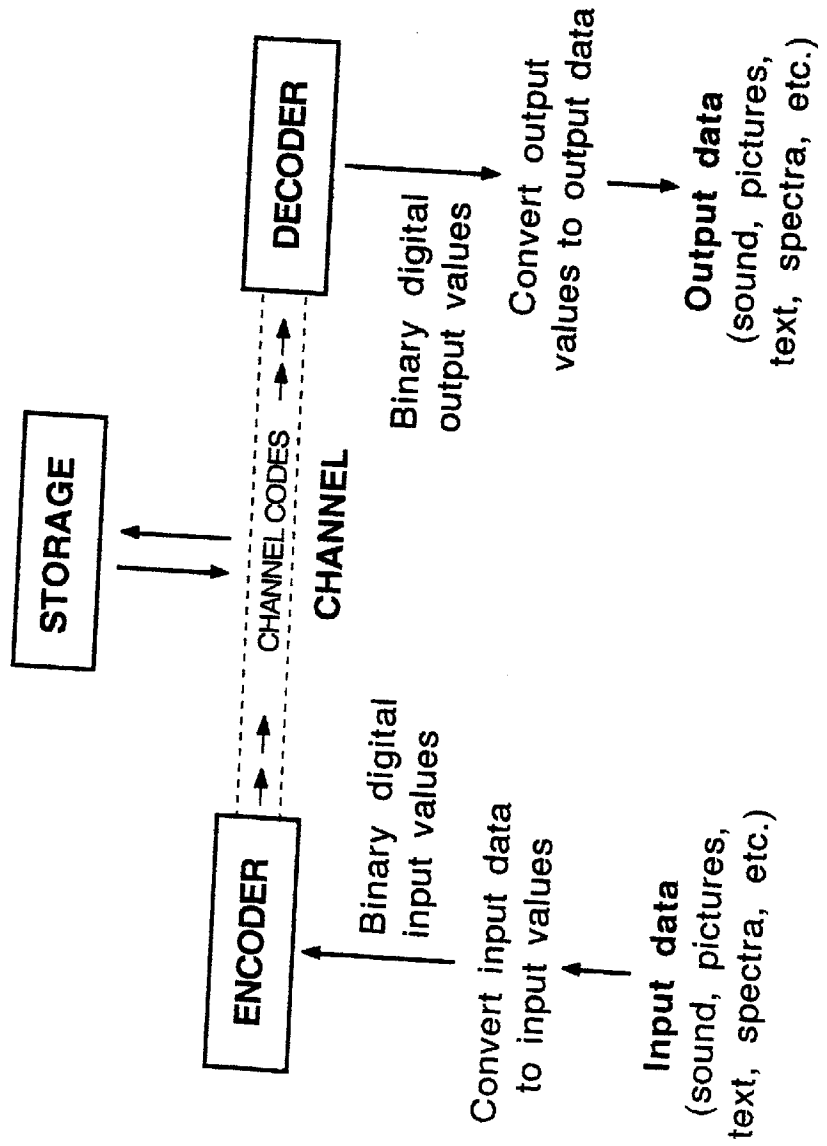 STORAGE
ENCODER
CHANNEL CODES
DECODER
CHANNEL
Binary digital
input values
Convert input data
to input values
Input data
(sound, pictures,
text, spectra, etc.)
Binary digital
output values
Convert output
values to output data
Output data
(sound, pictures,
text, spectra, etc.)